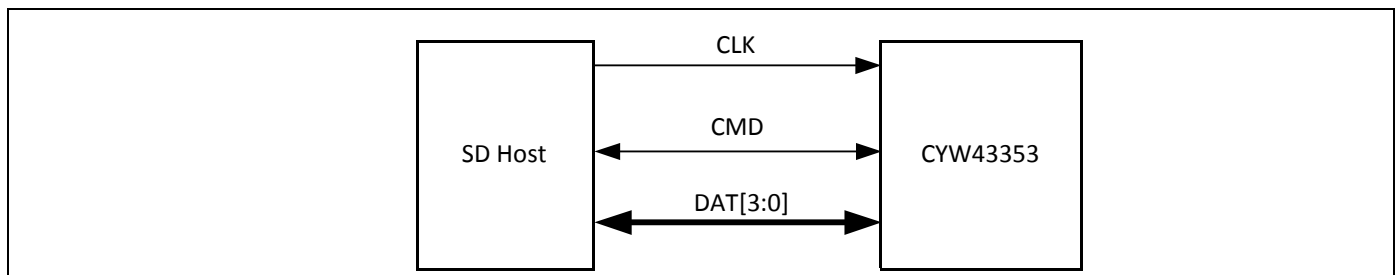 CLK
CMD
SD Host
CYW43353
DAT[3:0]